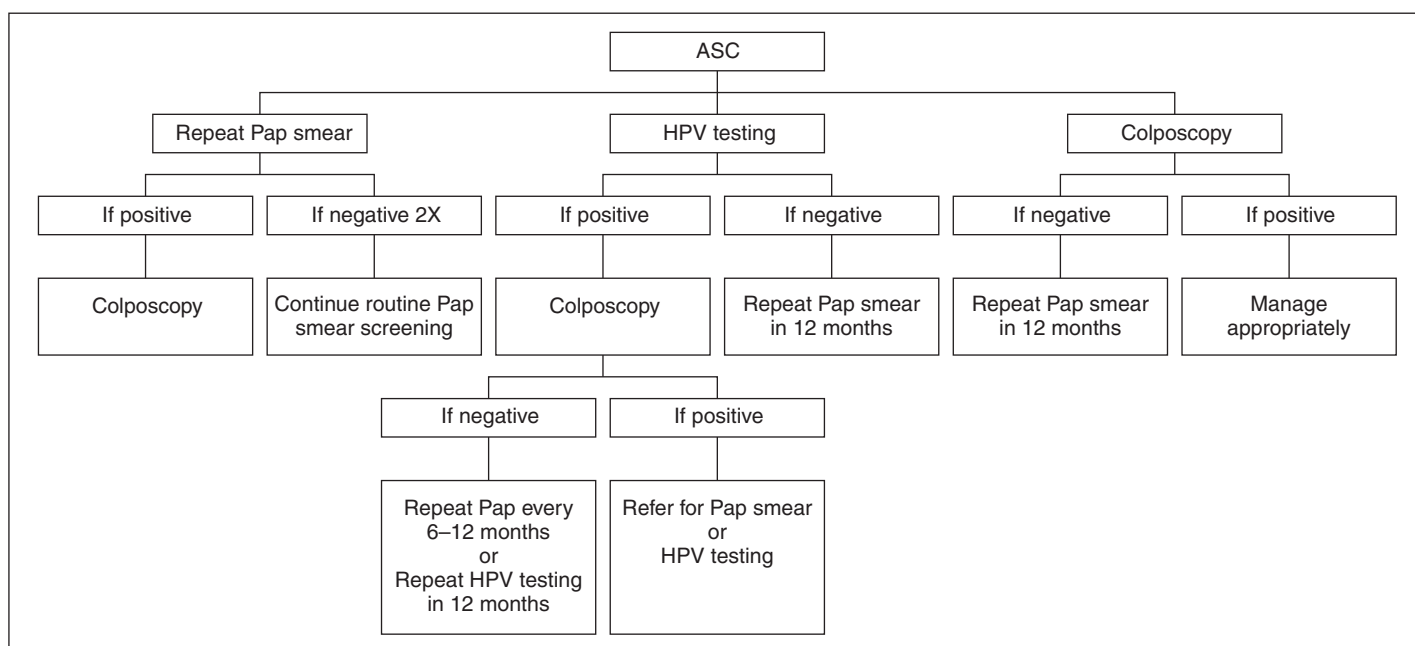 ASC
Repeat Pap smear
HPV testing
Colposcopy
If positive
If negative 2X
If positive
If negative
If negative
If positive
Colposcopy
Continue routine Pap
smear screening
Colposcopy
Repeat Pap smear
in 12 months
Repeat Pap smear
in 12 months
Manage
appropriately
If negative
If positive
Repeat Pap every
6–12 months
or
Repeat HPV testing
in 12 months
Refer for Pap smear
or
HPV testing